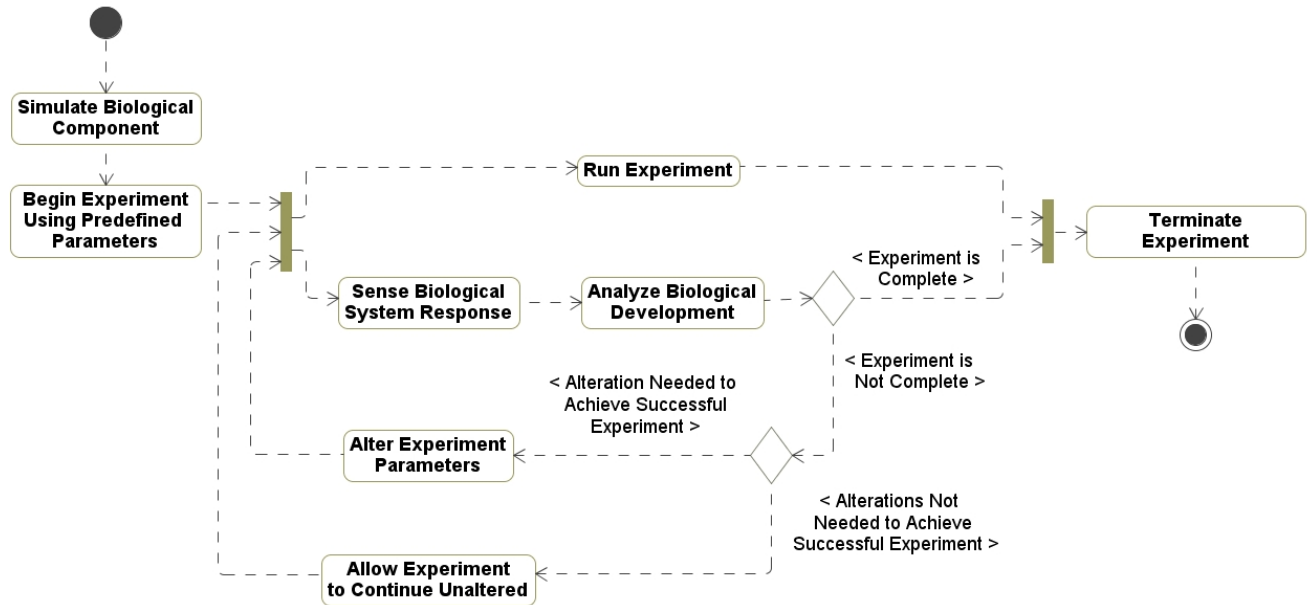 Simulate Biological
Component
Begin Experiment
Using Predefined
Parameters
Run Experiment
Terminate
Experiment
Sense Biological
System Response
Analyze Biological
Development
< Experiment is
Complete >
< Experiment is
Not Complete >
< Alteration Needed to
Achieve Successful
Experiment >
Alter Experiment
Parameters
< Alterations Not
Needed to Achieve
Successful Experiment >
Allow Experiment
to Continue Unaltered